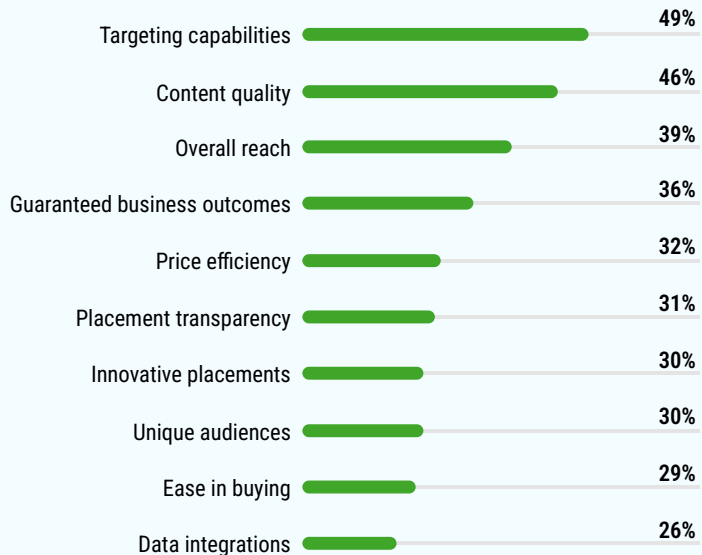 Targeting capabilities 49%
Content quality 46%
Overall reach 39%
Guaranteed business outcomes 36%
Price efficiency 32%
Placement transparency 31%
Innovative placements 30%
Unique audiences 30%
Ease in buying 29%
Data integrations 26%